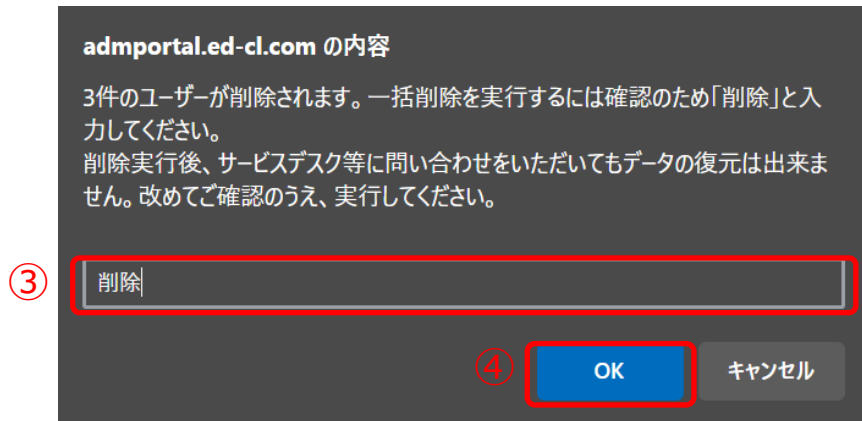 admportal.ed-cl.com の内容
3件のユーザーが削除されます。一括削除を実行するには確認のため「削除」と入
力してください。
削除実行後、サービスデスク等に問い合わせをいただいてもデータの復元は出来ま
せん。改めてご確認のうえ、実行してください。
③ 削除
④ OK キャンセル